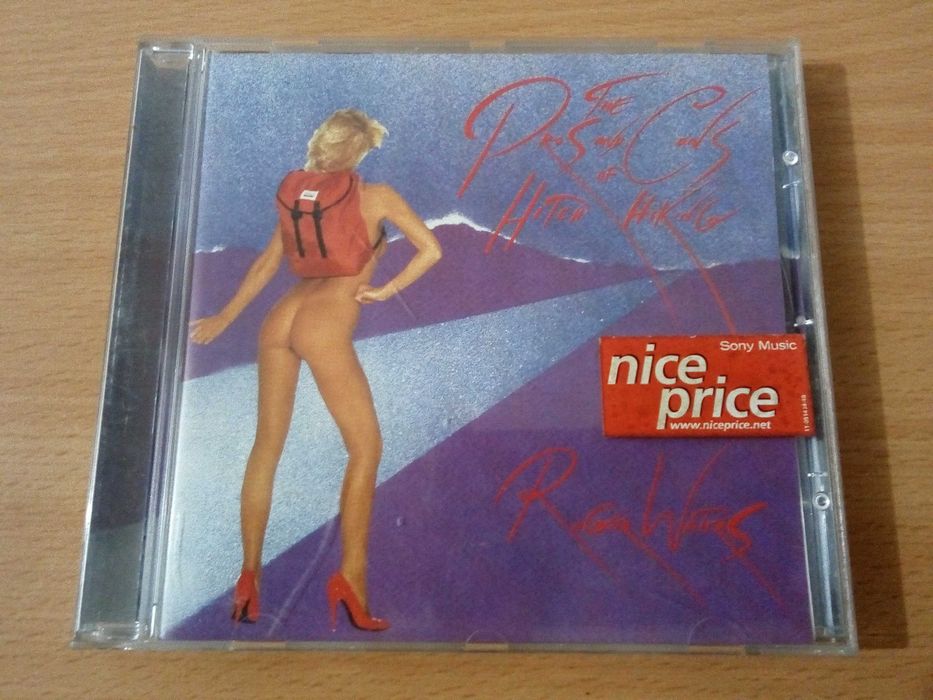 The
Pros and Cons
of
Hitch Hiking
Sony Music
nice
price
www.niceprice.net
Roger Waters